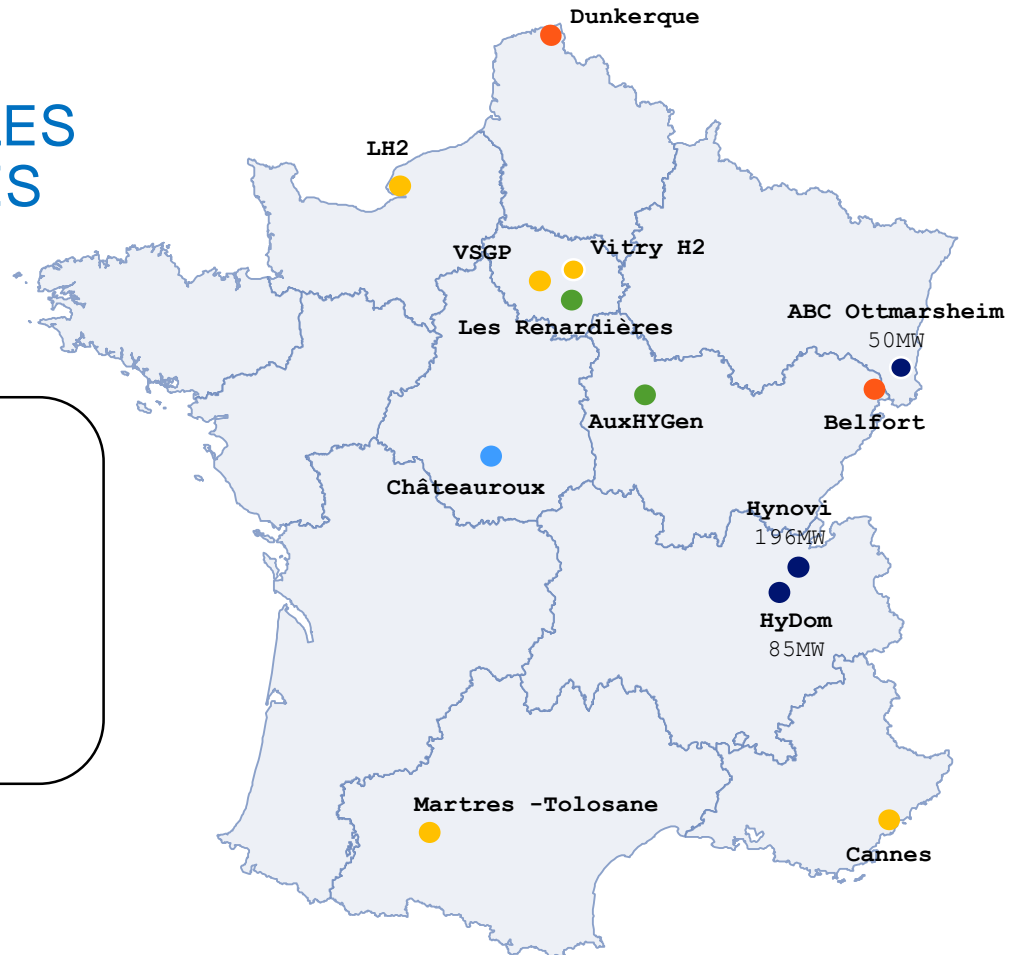 Dunkerque
LES
ES
LH2
VSGP
Vitry H2
Les Renardières
ABC Ottmarsheim
50MW
Belfort
AuxHYGen
Châteauroux
Hynovi
196MW
HyDom
85MW
Martres -Tolosane
Cannes